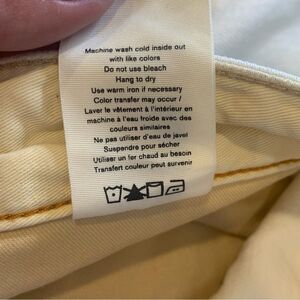 Machine wash cold inside out
with like colors
Do not use bleach
Hang to dry
Use warm iron if necessary
Color transfer may occur /
Laver le vêtement à l'intérieur en
machine à l'eau froide avec des
couleurs similaires
Ne pas utiliser d'eau de javel
Suspendre pour sécher
Utiliser un fer chaud au besoin
Transfert couleur peut survenir